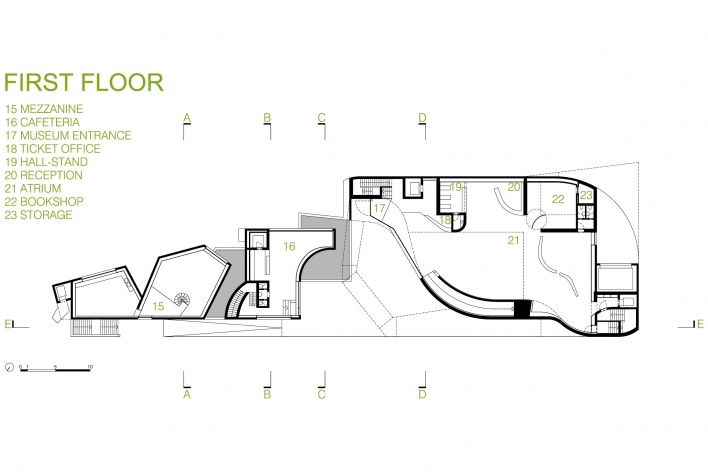 FIRST FLOOR
15 MEZZANINE
16 CAFETERIA
17 MUSEUM ENTRANCE
18 TICKET OFFICE
19 HALL-STAND
20 RECEPTION
21 ATRIUM
22 BOOKSHOP
23 STORAGE
A B C D
19 20 22 23
17 18
21
16
15
E E
0 1 5 10
A B C D